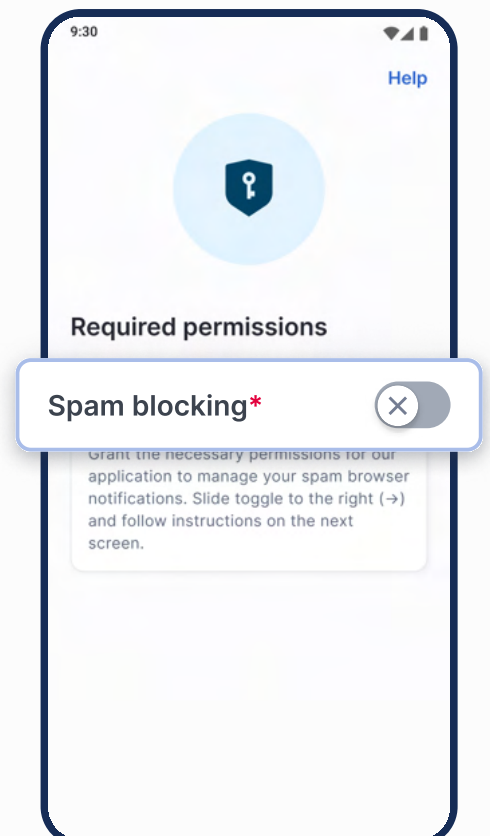 9:30
Help
Required permissions
Spam blocking*
Grant the necessary permissions for our
application to manage your spam browser
notifications. Slide toggle to the right (→)
and follow instructions on the next
screen.